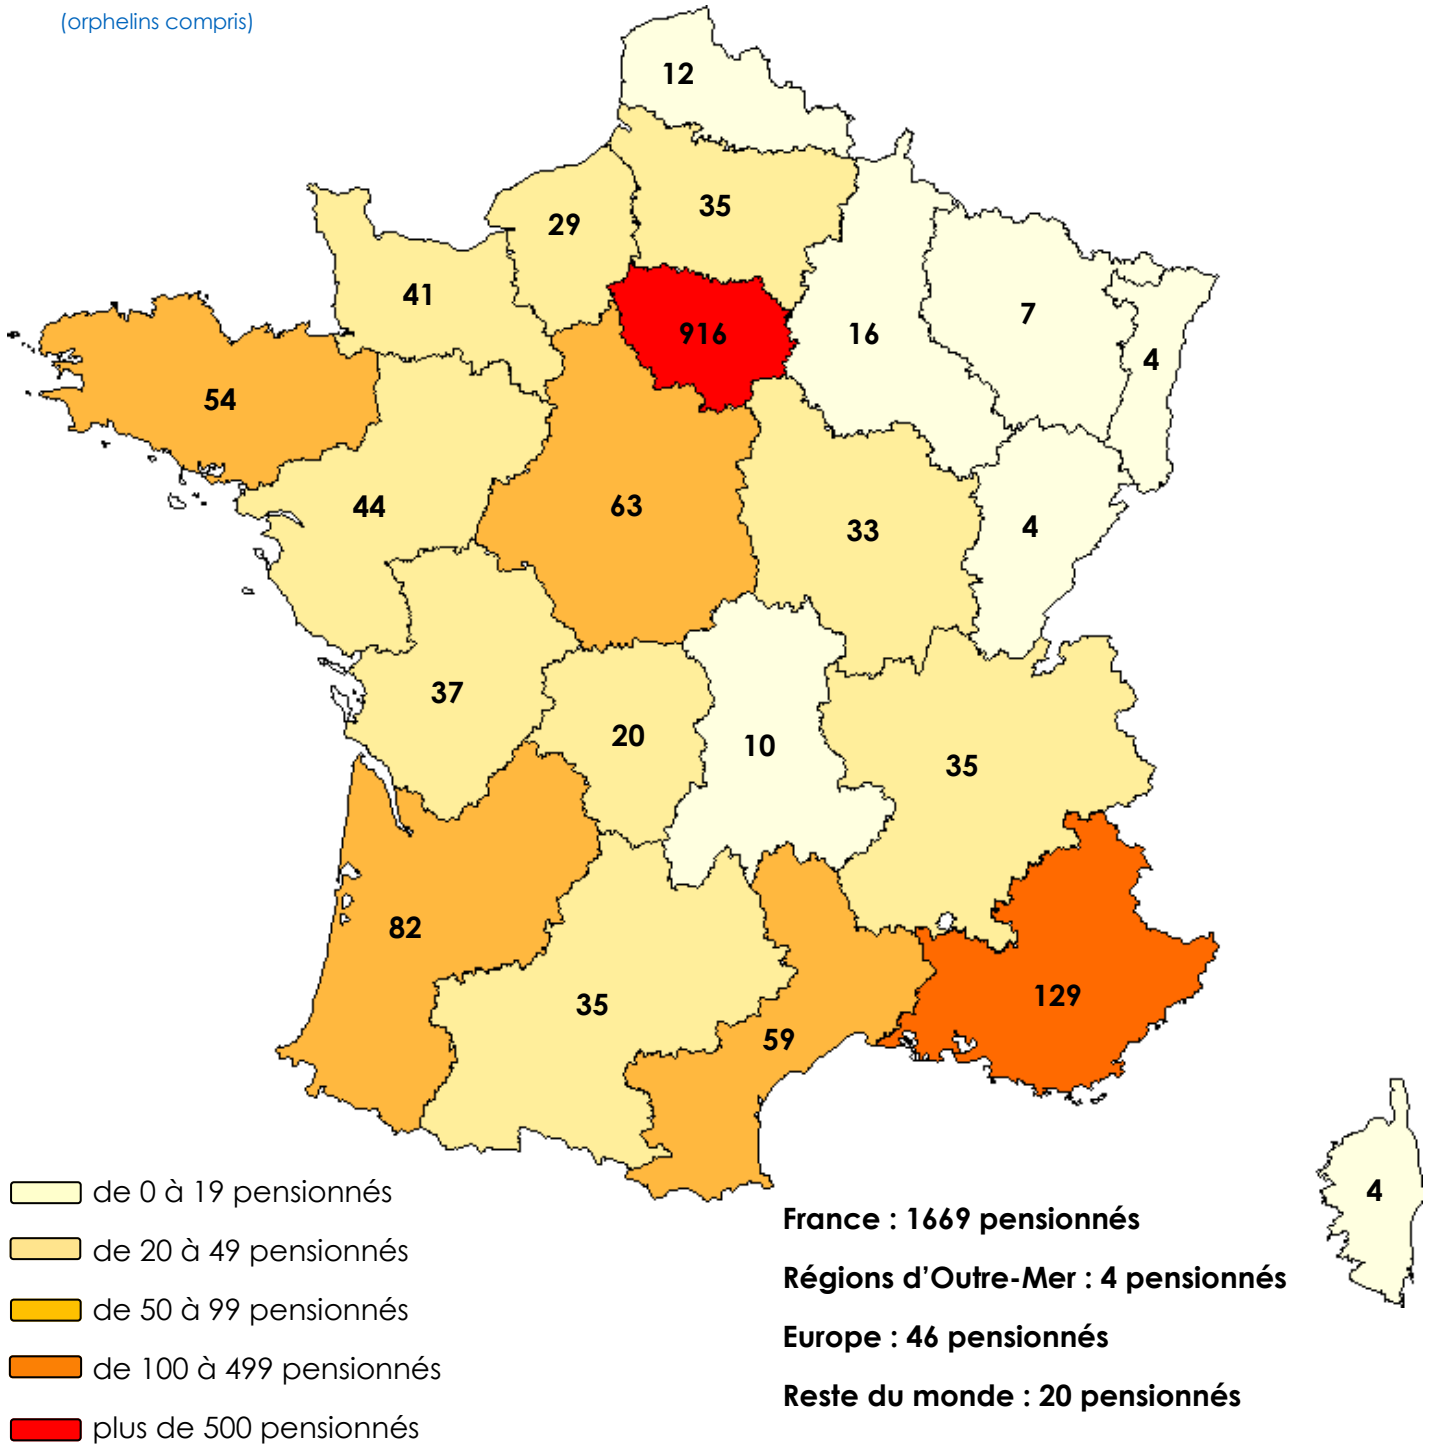 (orphelins compris)
12
35
29
41
916
16
7
4
54
44
63
33
4
37
20
10
35
82
35
59
129
4
de 0 à 19 pensionnés
de 20 à 49 pensionnés
de 50 à 99 pensionnés
de 100 à 499 pensionnés
plus de 500 pensionnés
France : 1669 pensionnés
Régions d’Outre-Mer : 4 pensionnés
Europe : 46 pensionnés
Reste du monde : 20 pensionnés